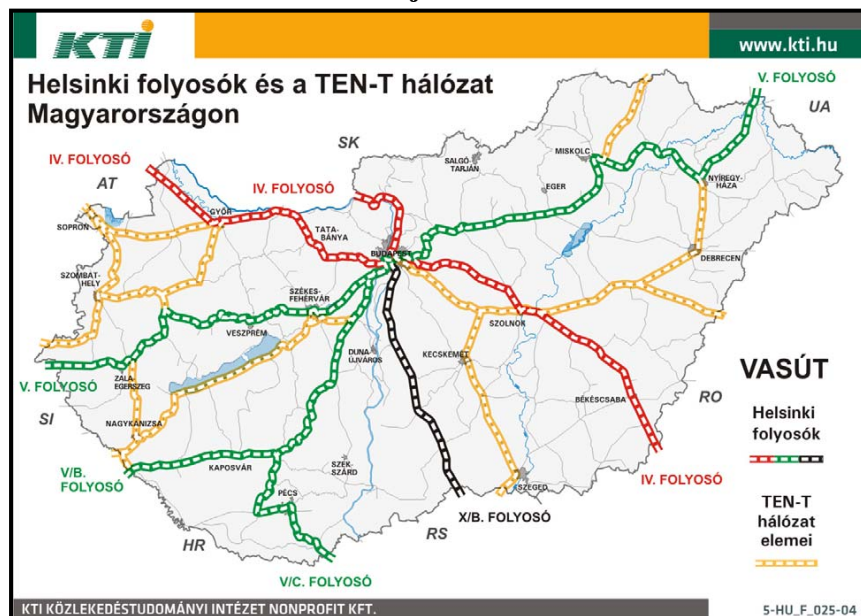 KTI
www.kti.hu
Helsinki folyosók és a TEN-T hálózat
Magyarországon
V. FOLYOSÓ
UA
SK
IV. FOLYOSÓ
AT
IV. FOLYOSÓ
SALGÓ
TARJÁN
MISKOLC
EGER
NYÍREGY-
HÁZA
SOPRON
GYŐR
TATA-
BÁNYA
BUDAPEST
DEBRECEN
SZOMBAT-
HELY
SZÉKES-
FEHÉRVÁR
VESZPRÉM
SZOLNOK
DUNA-
ÚJVÁROS
KECSKEMÉT
V. FOLYOSÓ
ZALA-
EGERSZEG
SI
BÉKÉSCSABA
RO
NAGYKANIZSA
KAPOSVÁR
SZEK-
SZÁRD
V/B.
FOLYOSÓ
PÉCS
SZEGED
IV. FOLYOSÓ
X/B. FOLYOSÓ
RS
HR
V/C. FOLYOSÓ
VASÚT
Helsinki
folyosók
TEN-T
hálózat
elemei
KTI KÖZLEKEDÉSTUDOMÁNYI INTÉZET NONPROFIT KFT.
5-HU_F_025-04